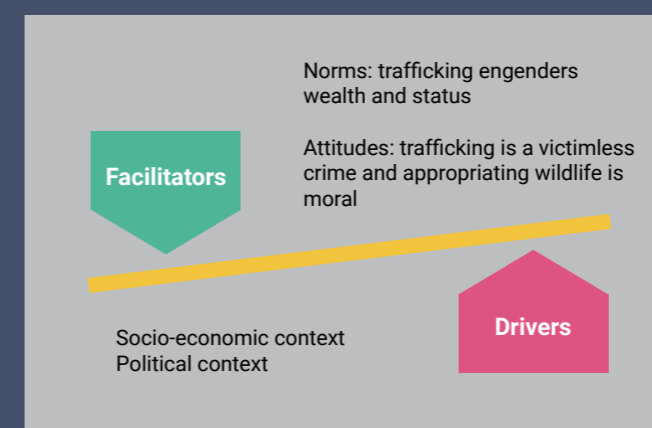 Norms: trafficking engenders
wealth and status
Attitudes: trafficking is a victimless
crime and appropriating wildlife is
moral
Facilitators
Drivers
Socio-economic context
Political context